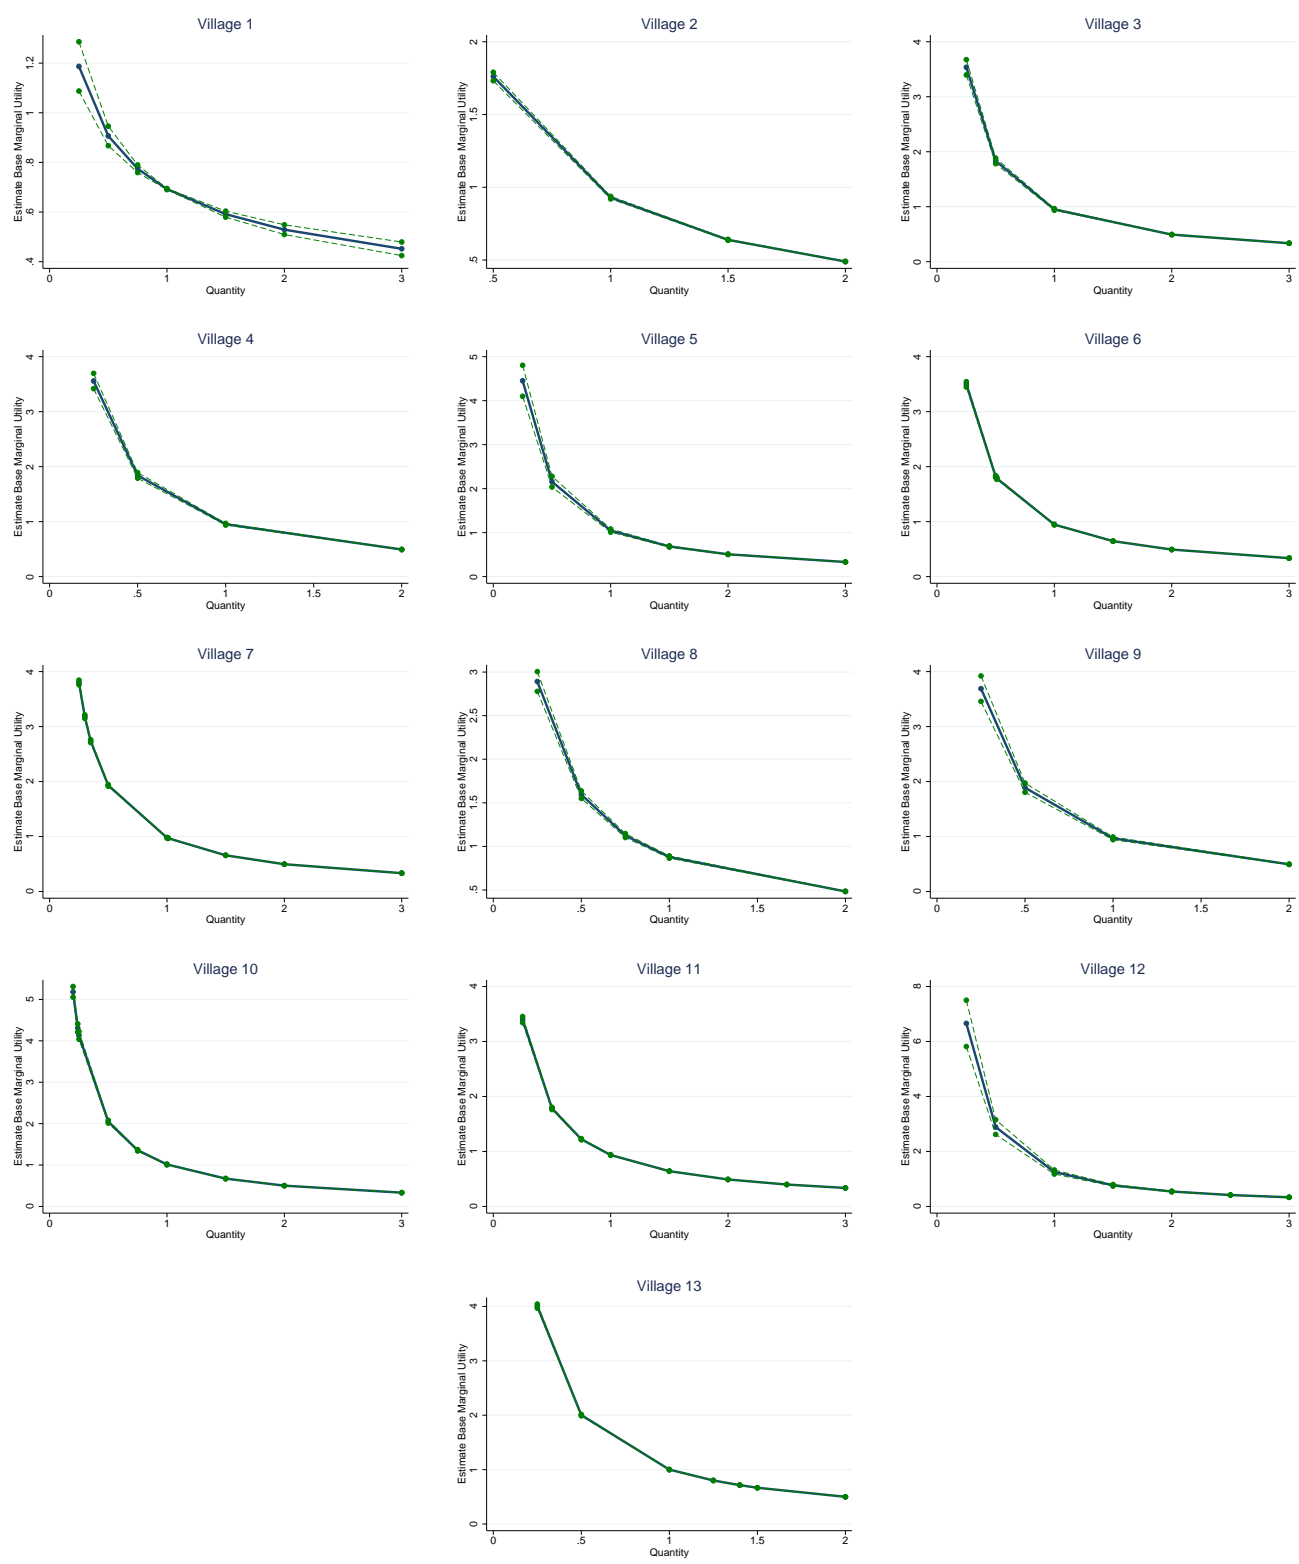 Village 1
Estimate Base Marginal Utility
.4 .6 .8 1 1.2
0 1 2 3
Quantity
Village 2
Estimate Base Marginal Utility
.5 1 1.5 2
.5 1 1.5 2
Quantity
Village 3
Estimate Base Marginal Utility
0 1 2 3 4
0 1 2 3
Quantity
Village 4
Estimate Base Marginal Utility
0 1 2 3 4
0 .5 1 1.5 2
Quantity
Village 5
Estimate Base Marginal Utility
0 1 2 3 4 5
0 1 2 3
Quantity
Village 6
Estimate Base Marginal Utility
0 1 2 3 4
0 1 2 3
Quantity
Village 7
Estimate Base Marginal Utility
0 1 2 3 4
0 1 2 3
Quantity
Village 8
Estimate Base Marginal Utility
.5 1 1.5 2 2.5 3
0 .5 1 1.5 2
Quantity
Village 9
Estimate Base Marginal Utility
0 1 2 3 4
0 .5 1 1.5 2
Quantity
Village 10
Estimate Base Marginal Utility
0 1 2 3 4 5
0 1 2 3
Quantity
Village 11
Estimate Base Marginal Utility
0 1 2 3 4
0 1 2 3
Quantity
Village 12
Estimate Base Marginal Utility
0 2 4 6 8
0 1 2 3
Quantity
Village 13
Estimate Base Marginal Utility
0 1 2 3 4
0 .5 1 1.5 2
Quantity